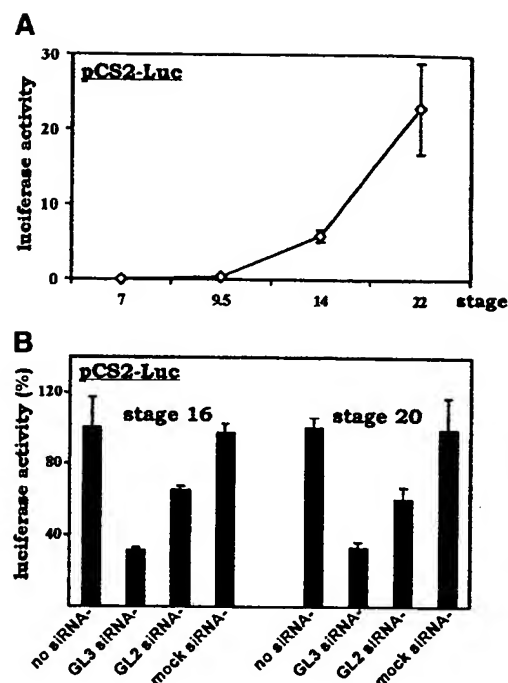 A
pCS2-Luc
luciferase activity
30
20
10
0
7 9.5 14 22 stage
B
pCS2-Luc
luciferase activity (%)
120
80
40
stage 16 stage 20
no siRNA- GL3 siRNA- GL2 siRNA- mock siRNA- no siRNA- GL3 siRNA- GL2 siRNA- mock siRNA-